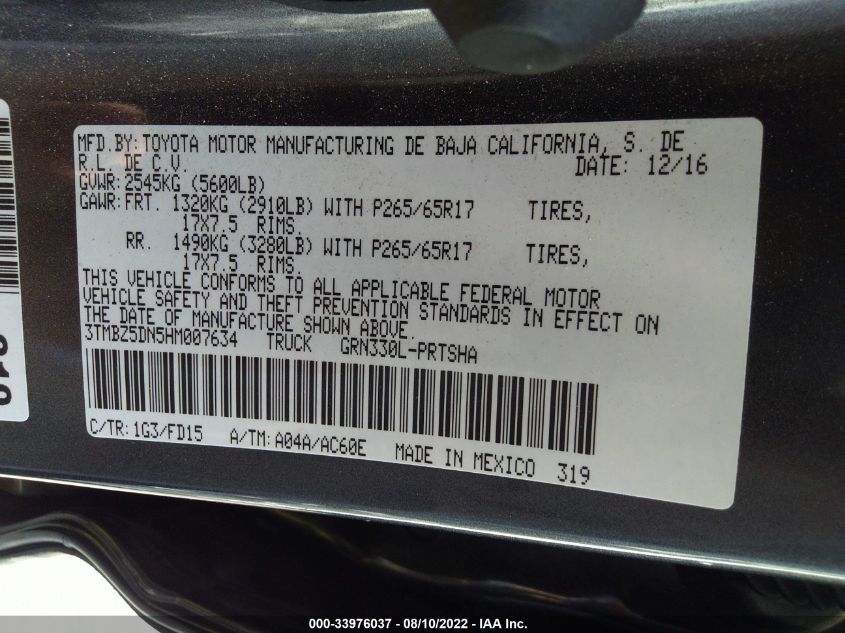 MFD.BY: TOYOTA MOTOR MANUFACTURING DE BAJA CALIFORNIA, S. DE
R.L. DE C.V. DATE: 12/16
GVWR: 2545KG (5600LB)
GAWR: FRT. 1320KG (2910LB) WITH P265/65R17 TIRES,
17X7.5 RIMS.
RR. 1490KG (3280LB) WITH P265/65R17 TIRES,
17X7.5 RIMS.
THIS VEHICLE CONFORMS TO ALL APPLICABLE FEDERAL MOTOR
VEHICLE SAFETY AND THEFT PREVENTION STANDARDS IN EFFECT ON
THE DATE OF MANUFACTURE SHOWN ABOVE.
3TMBZ5DN5HM007634 TRUCK GRN330L-PRTSHA
C/TR: 1G3/FD15 A/TM: A04A/AC60E MADE IN MEXICO 319
000-33976037 - 08/10/2022 - IAA Inc.